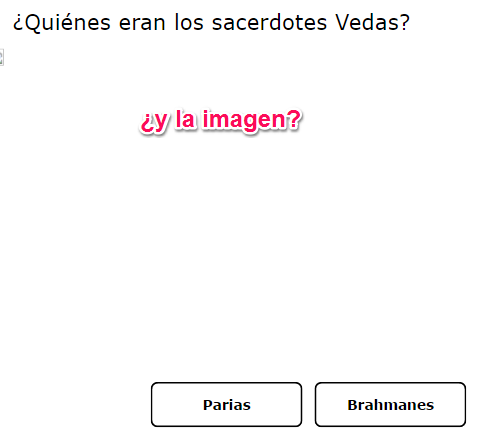 ¿Quiénes eran los sacerdotes Vedas?
¿y la imagen?
Parias
Brahmanes